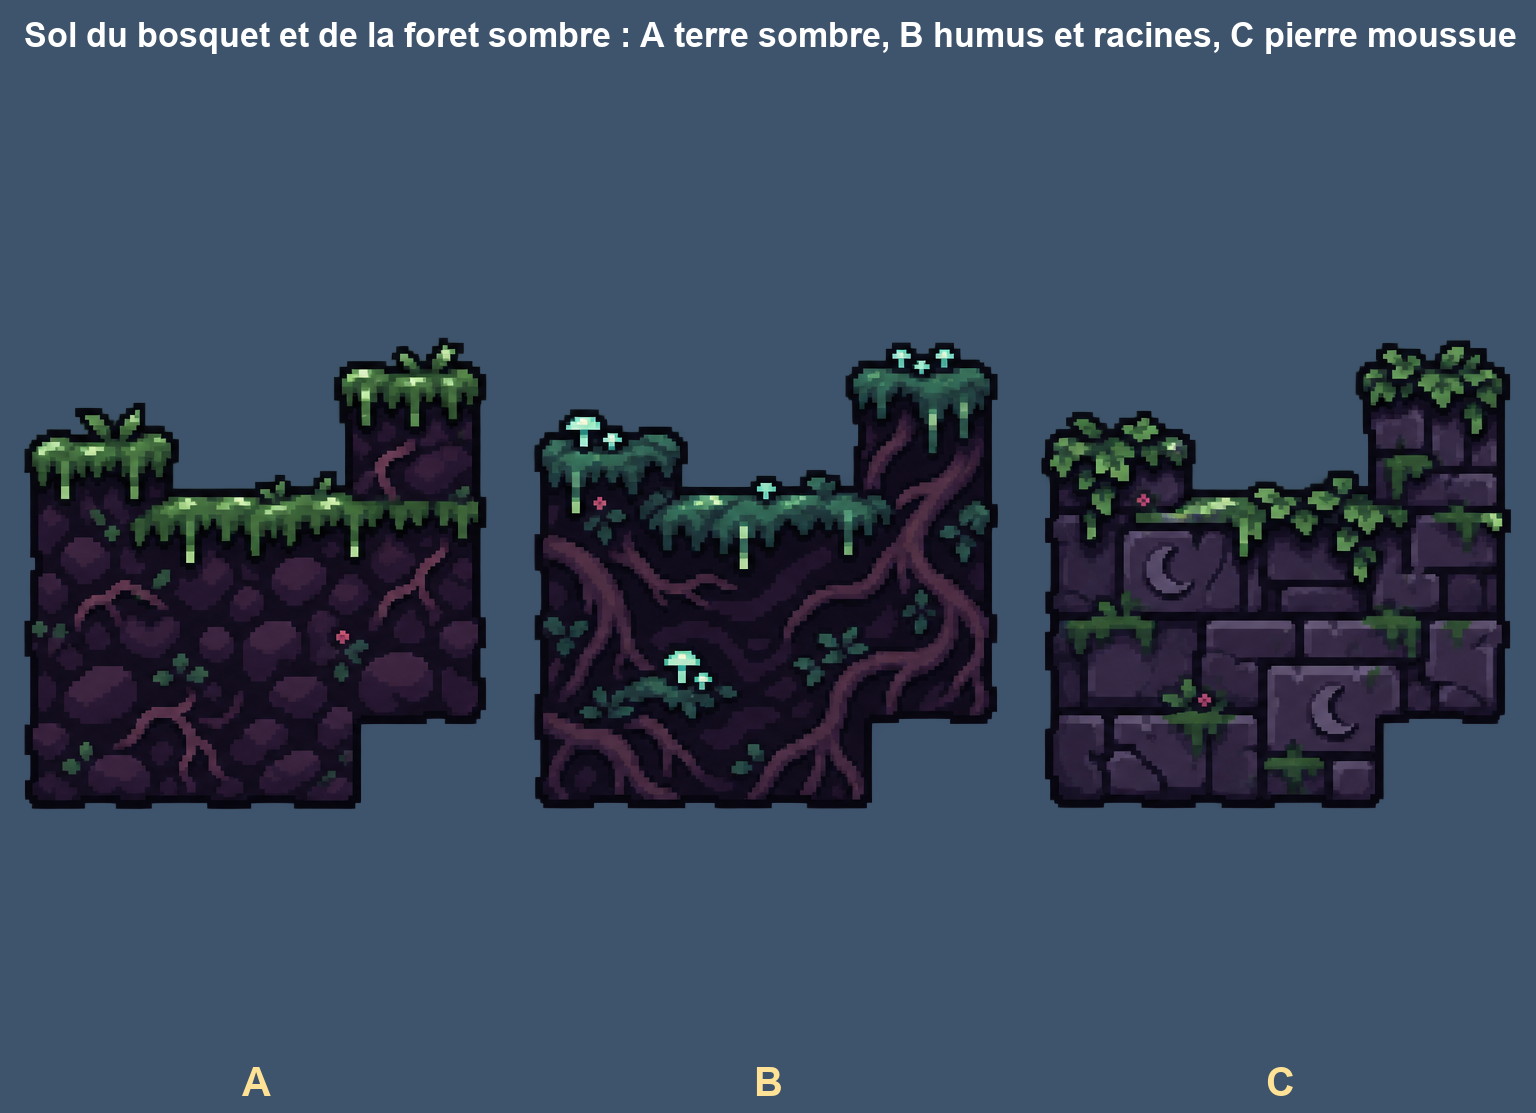 Sol du bosquet et de la foret sombre : A terre sombre, B humus et racines, C pierre moussue
A
B
C